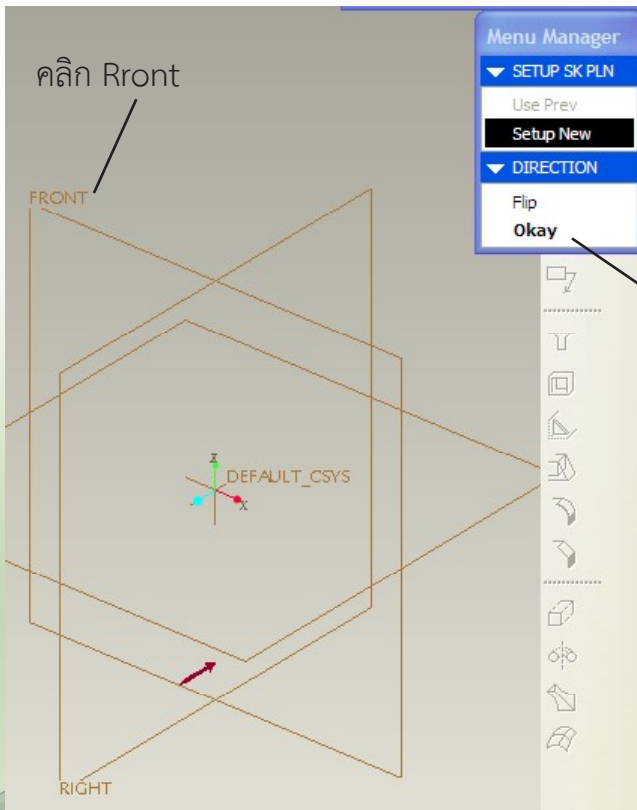 คลิก Rront
Menu Manager
SETUP SK PLN
Use Prev
Setup New
DIRECTION
Flip
Okay
FRONT
z
DEFAULT_CSYS
x
RIGHT